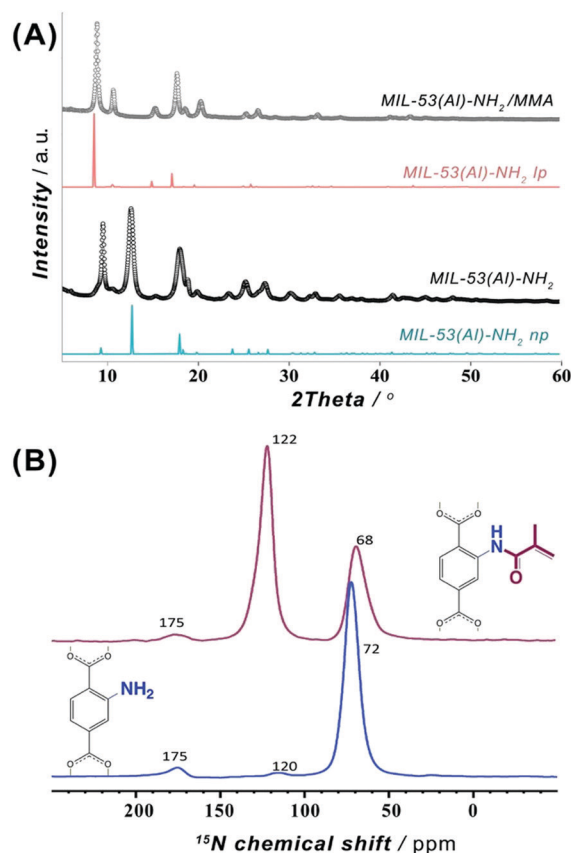 (A)
Intensity / a.u.
MIL-53(Al)-NH2/MMA
MIL-53(Al)-NH2 lp
MIL-53(Al)-NH2
MIL-53(Al)-NH2 np
10 20 30 40 50 60
2Theta / °
(B)
122
68
175
72
175
120
O O
H
N
O
O O
O O
NH2
O O
200 150 100 50 0
15N chemical shift / ppm